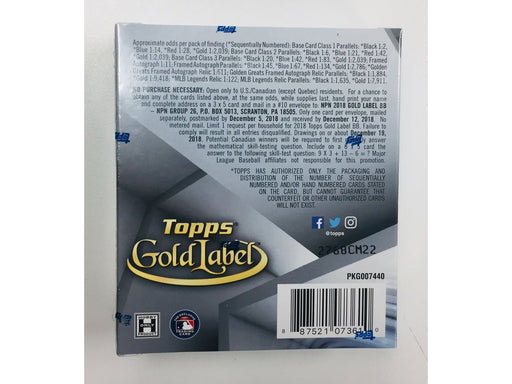 Approximate odds per pack of finding (*Sequentially Numbered): Base Card Class 1 Parallels: *Black 1:2,
*Blue 1:14, *Red 1:28, *Gold 1:2,039; Base Card Class 2 Parallels: *Black 1:6, *Blue 1:21, *Red 1:42, *Gold
1:2,039; Base Card Class 3 Parallels: *Black 1:20, *Blue 1:42, *Red 1:83, *Gold 1:2,039; Framed
Autograph 1:11; Framed Autograph Parallels: *Black 1:45, *Blue 1:67, *Red 1:134, *Gold 1:2,786; Golden
Greats Framed Autograph Relic 1:611; Golden Greats Framed Autograph Relic Parallels: *Black 1:1,884,
*Gold 1:9,418; MLB Legends Relic 1:122; MLB Legends Relic Parallels: *Black 1:1,635, *Gold 1:7,911.
NO PURCHASE NECESSARY: Open only to U.S./Canadian (except Quebec) residents. For a chance to
obtain any of the cards listed above, at the same odds, while supplies last, hand print your name
and complete address on a 3 x 5 card and mail in a #10 envelope to NPN 2018 GOLD LABEL BB
– NPN GROUP 26, P.O. BOX 5013, SCRANTON, PA 18505. Only one card per envelope, mailed
separately, postmarked by December 5, 2018 and received by December 12, 2018. No
metered mail. Limit 1 request per household for 2018 Topps Gold Label BB. Failure to
comply will result in all entries disqualified. Drawings on or about December 19,
2018. Potential Canadian winners will be required to first correctly answer
the mathematical skill-testing question. Include on a 6 card the
answer to the following skill-test question: 9 X 3 + 13 – 6 = ? Major
League Baseball affiliates not responsible for this promotion.
*TOPPS HAS AUTHORIZED ONLY THE PACKAGING AND
DISTRIBUTION OF THE NUMBER OF SEQUENTIALLY
NUMBERED AND/OR HAND NUMBERED CARDS STATED
ON THE CARD, BUT CANNOT GUARANTEE THAT
COUNTERFEIT OR OTHER UNAUTHORIZED CARDS
WILL NOT EXIST.
@topps
Topps
Gold Label
2768CM22
PKG007440
HOBBY
ONLY
8 87521 07361 0